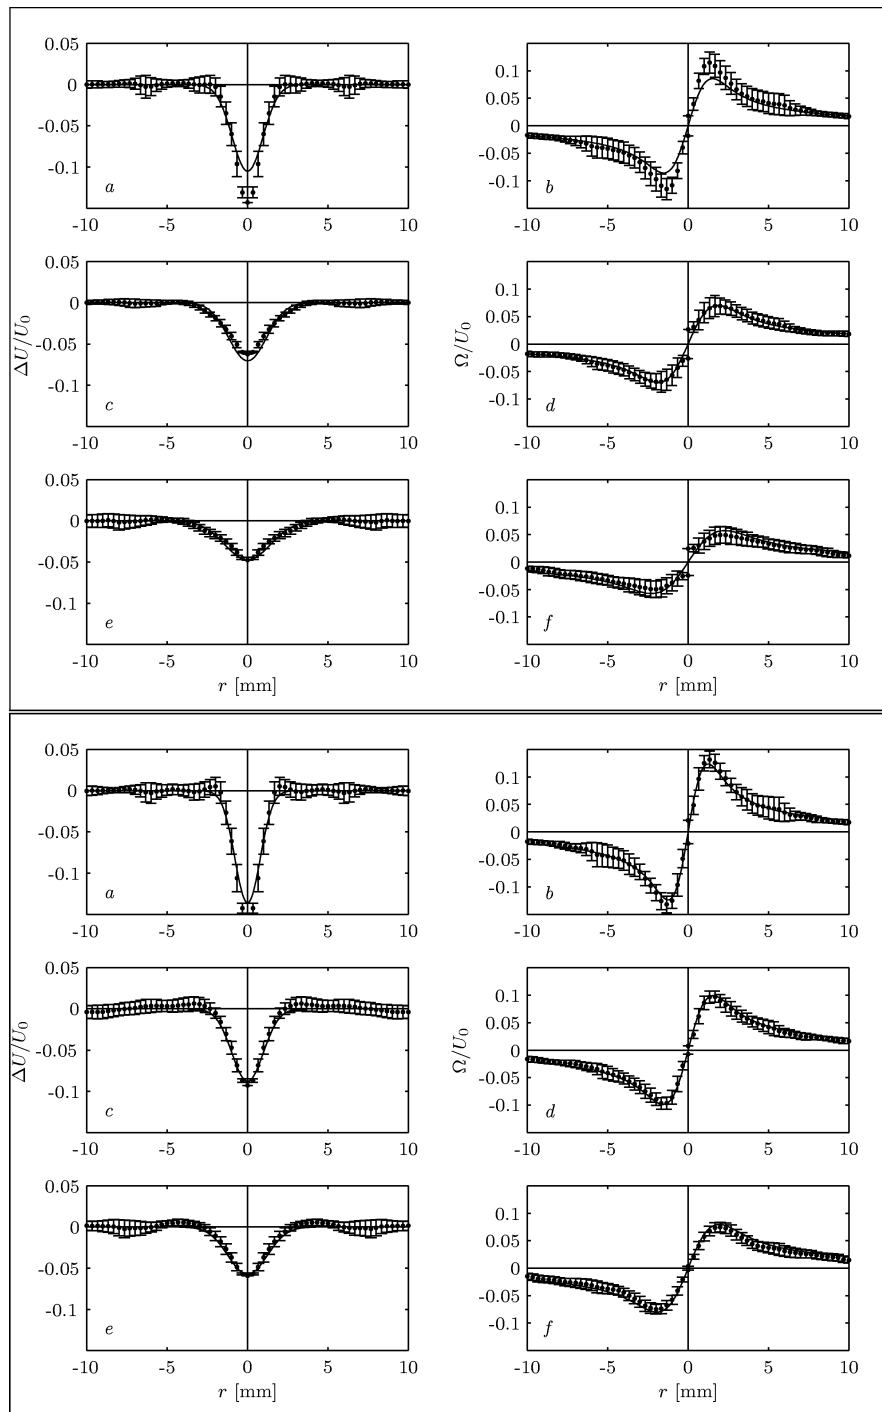 0.05 0 -0.05 -0.1 a -10 -5 0 5 10
0.1 0.05 0 -0.05 -0.1 b -10 -5 0 5 10
ΔU/U₀ 0.05 0 -0.05 -0.1 c -10 -5 0 5 10
Ω/U₀ 0.1 0.05 0 -0.05 -0.1 d -10 -5 0 5 10
0.05 0 -0.05 -0.1 e -10 -5 0 5 10
r [mm]
0.1 0.05 0 -0.05 -0.1 f -10 -5 0 5 10
r [mm]
0.05 0 -0.05 -0.1 a -10 -5 0 5 10
0.1 0.05 0 -0.05 -0.1 b -10 -5 0 5 10
ΔU/U₀ 0.05 0 -0.05 -0.1 c -10 -5 0 5 10
Ω/U₀ 0.1 0.05 0 -0.05 -0.1 d -10 -5 0 5 10
0.05 0 -0.05 -0.1 e -10 -5 0 5 10
r [mm]
0.1 0.05 0 -0.05 -0.1 f -10 -5 0 5 10
r [mm]